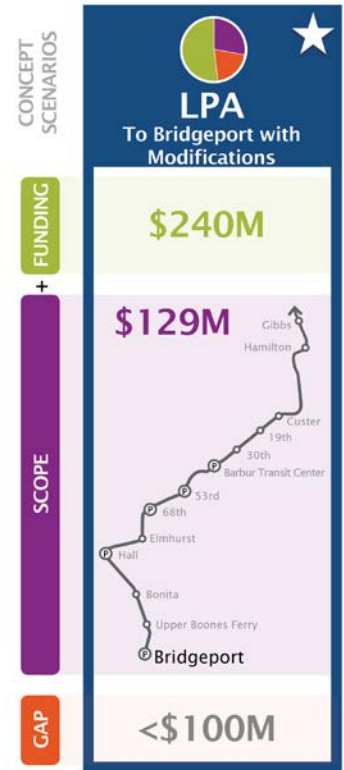 CONCEPT
SCENARIOS
LPA
To Bridgeport with
Modifications
FUNDING
$240M
+
SCOPE
$129M
Gibbs
Hamilton
Custer
19th
30th
Barbur Transit Center
P
53rd
P
68th
P
Elmhurst
P Hall
Bonita
Upper Boones Ferry
P Bridgeport
GAP
<$100M